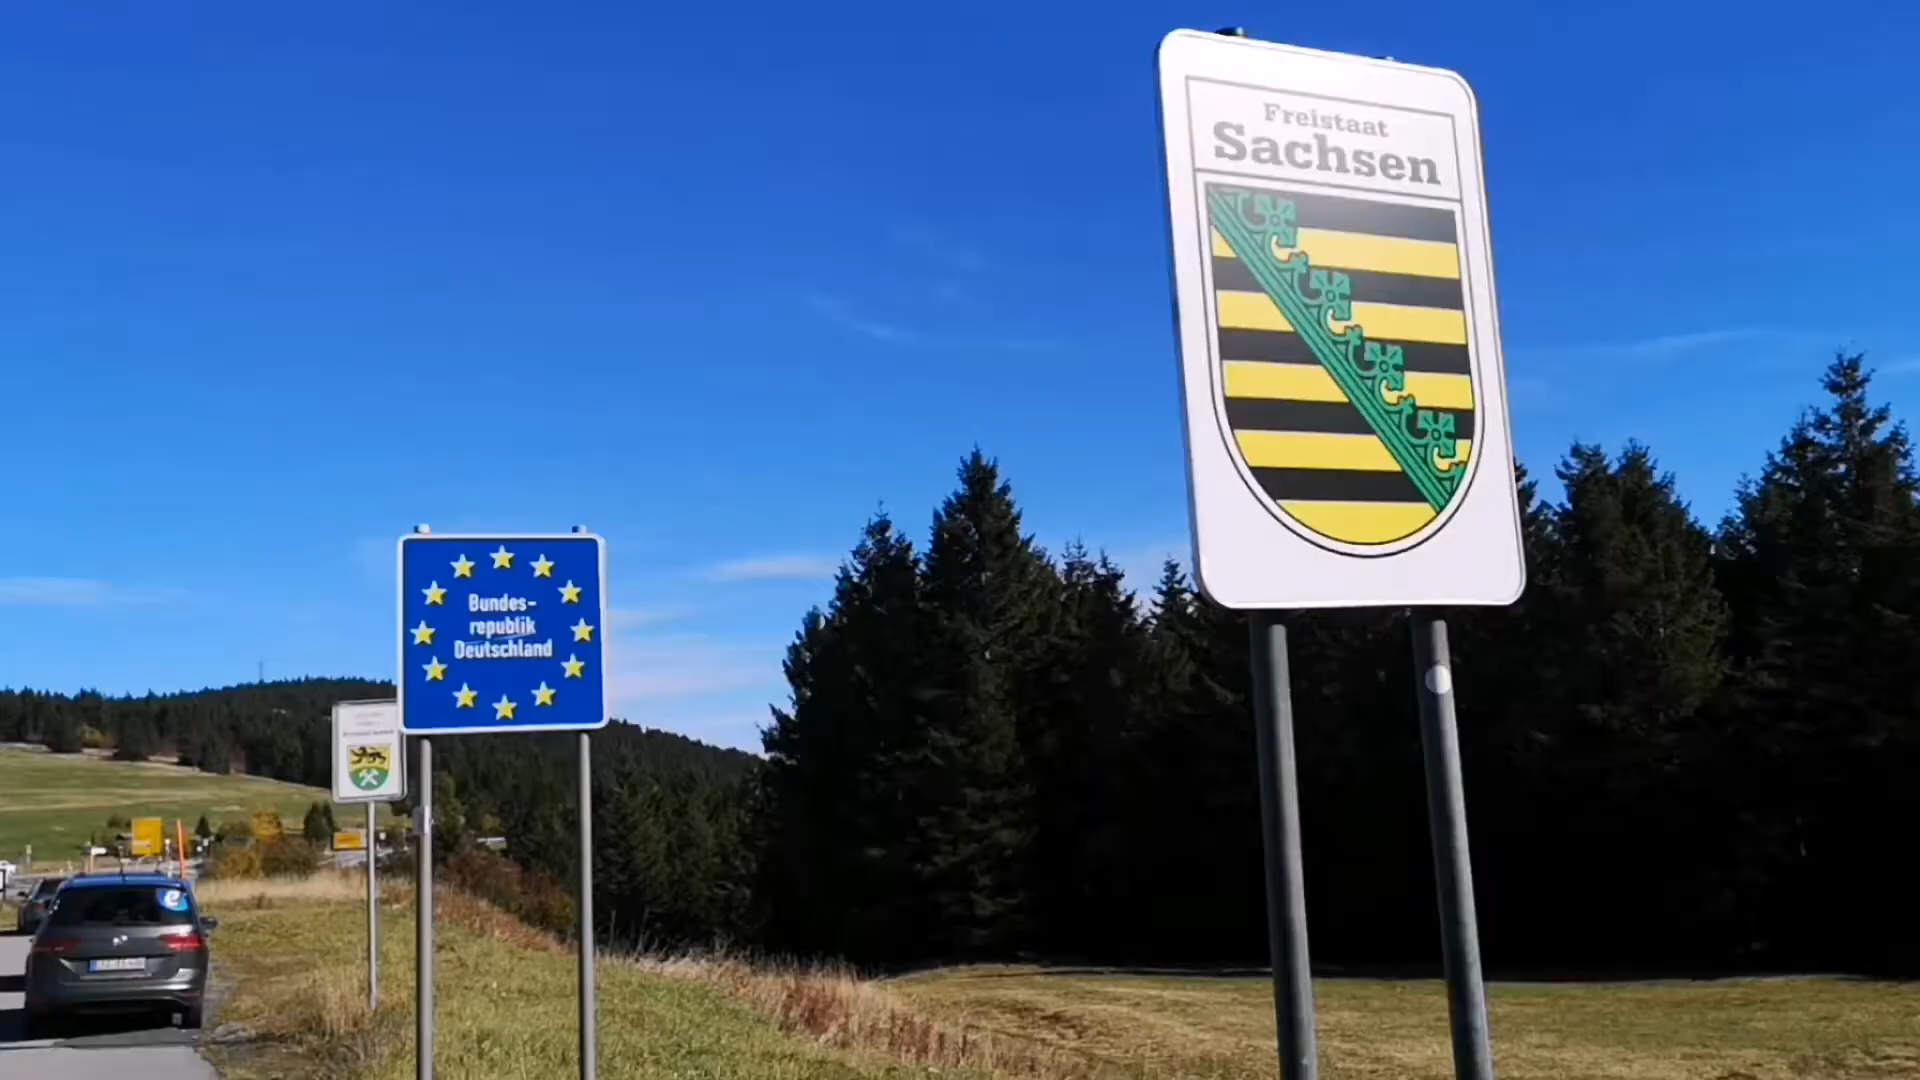 Freistaat
Sachsen
Bundes-
republik
Deutschland
e